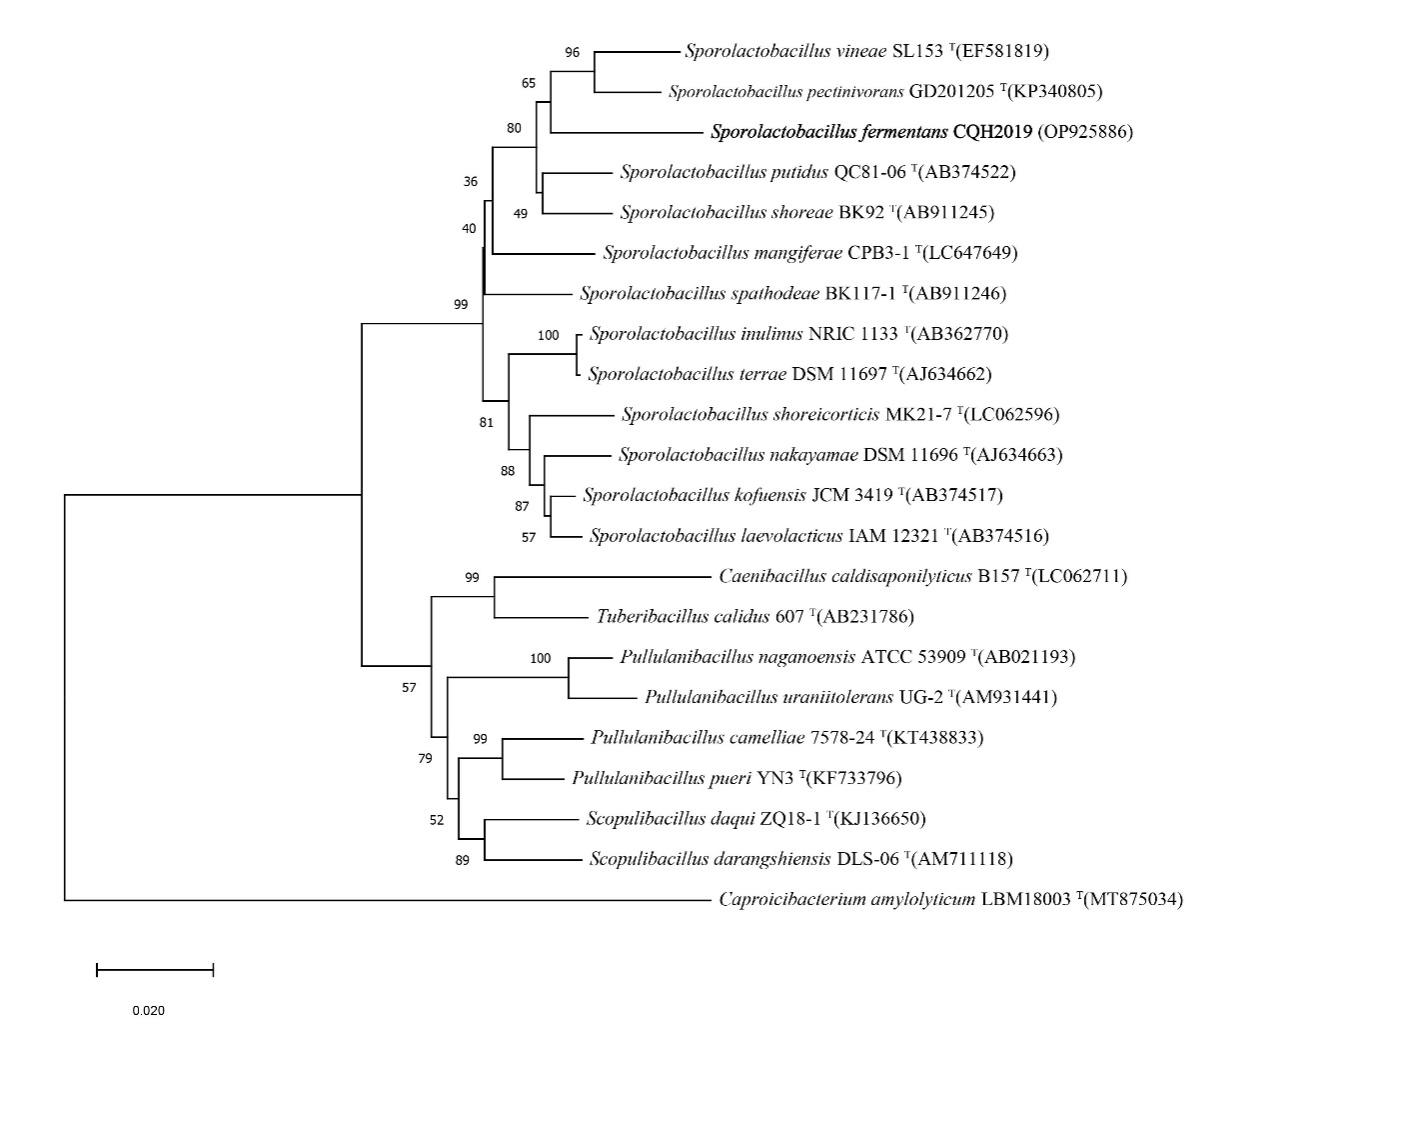 96
Sporolactobacillus vineae SL153 ᵀ(EF581819)
65
Sporolactobacillus pectinivorans GD201205 ᵀ(KP340805)
80
Sporolactobacillus fermentans CQH2019 (OP925886)
36
Sporolactobacillus putidus QC81-06 ᵀ(AB374522)
49
Sporolactobacillus shoreae BK92 ᵀ(AB911245)
40
Sporolactobacillus mangiferae CPB3-1 ᵀ(LC647649)
Sporolactobacillus spathodeae BK117-1 ᵀ(AB911246)
99
100
Sporolactobacillus inulinus NRIC 1133 ᵀ(AB362770)
Sporolactobacillus terrae DSM 11697 ᵀ(AJ634662)
81
Sporolactobacillus shoreicorticis MK21-7 ᵀ(LC062596)
88
Sporolactobacillus nakayamae DSM 11696 ᵀ(AJ634663)
87
Sporolactobacillus kofuensis JCM 3419 ᵀ(AB374517)
57
Sporolactobacillus laevolacticus IAM 12321 ᵀ(AB374516)
99
Caenibacillus caldisaponilyticus B157 ᵀ(LC062711)
Tuberibacillus calidus 607 ᵀ(AB231786)
57
100
Pullulanibacillus naganoensis ATCC 53909 ᵀ(AB021193)
Pullulanibacillus uraniitolerans UG-2 ᵀ(AM931441)
79
99
Pullulanibacillus camelliae 7578-24 ᵀ(KT438833)
Pullulanibacillus pueri YN3 ᵀ(KF733796)
52
Scopulibacillus daqui ZQ18-1 ᵀ(KJ136650)
89
Scopulibacillus darangshiensis DLS-06 ᵀ(AM711118)
Caproicibacterium amylolyticum LBM18003 ᵀ(MT875034)
0.020